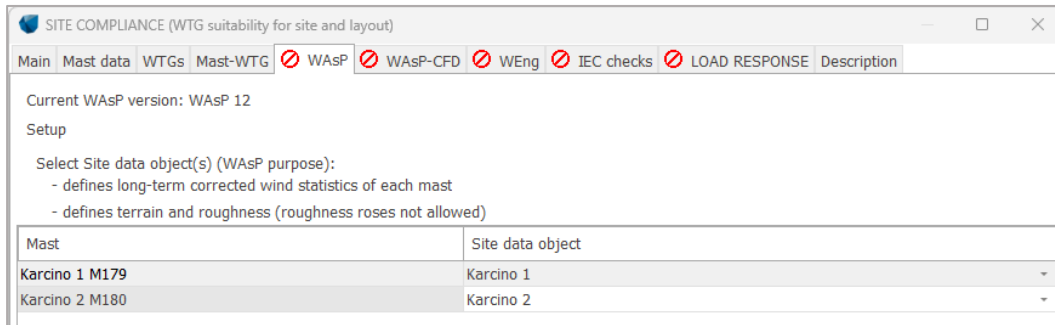 SITE COMPLIANCE (WTG suitability for site and layout)
Main Mast data WTGs Mast-WTG WAsP WAsP-CFD WEng IEC checks LOAD RESPONSE Description
Current WAsP version: WAsP 12
Setup
Select Site data object(s) (WAsP purpose):
- defines long-term corrected wind statistics of each mast
- defines terrain and roughness (roughness roses not allowed)
Mast Site data object
Karcino 1 M179 Karcino 1
Karcino 2 M180 Karcino 2